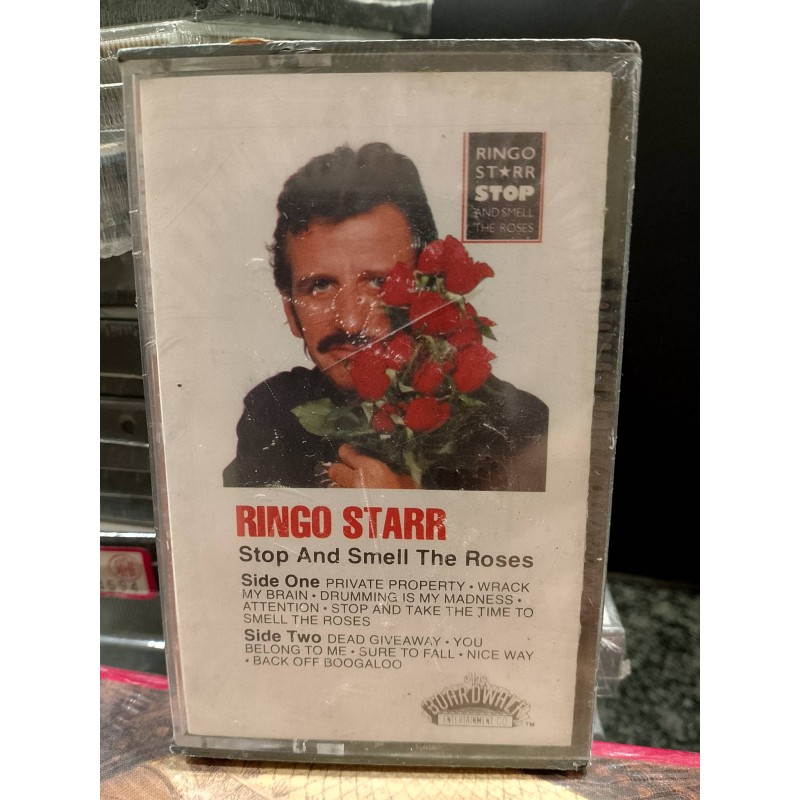 RINGO
ST★RR
STOP
AND SMELL
THE ROSES
RINGO STARR
Stop And Smell The Roses
Side One PRIVATE PROPERTY • WRACK
MY BRAIN • DRUMMING IS MY MADNESS •
ATTENTION • STOP AND TAKE THE TIME TO
SMELL THE ROSES
Side Two DEAD GIVEAWAY • YOU
BELONG TO ME • SURE TO FALL • NICE WAY
• BACK OFF BOOGALOO
The
BOARDWALK
ENTERTAINMENT CO.
TM